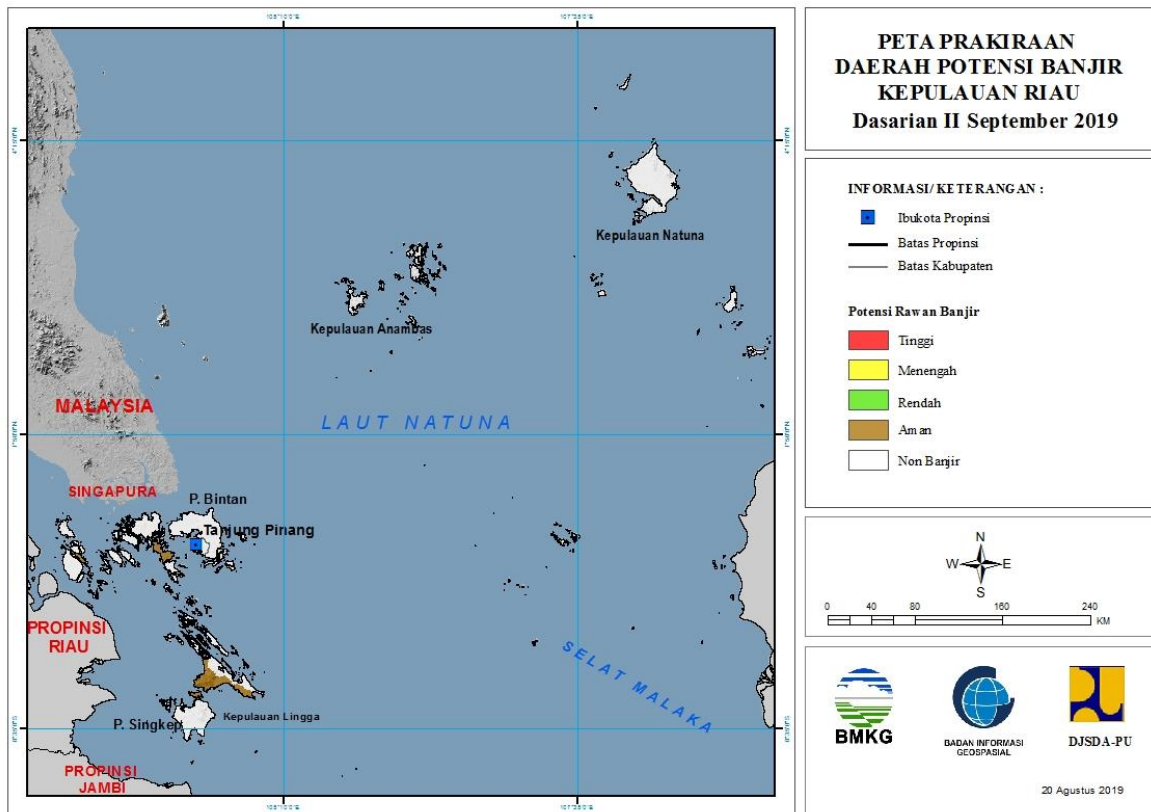 PETA PRAKIRAAN
DAERAH POTENSI BANJIR
KEPULAUAN RIAU
Dasarian II September 2019
INFORMASI/ KETERANGAN :
Ibukota Propinsi
Batas Propinsi
Batas Kabupaten
Potensi Rawan Banjir
Tinggi
Menengah
Rendah
Aman
Non Banjir
N
W E
S
0 40 80 160 240
KM
BMKG
BADAN INFORMASI
GEOSPASIAL
DJSDA-PU
20 Agustus 2019
Kepulauan Natuna
Kepulauan Anambas
MALAYSIA
LAUT NATUNA
SINGAPURA
P. Bintan
Tanjung Pinang
PROPINSI
RIAU
SELAT MALAKA
Kepulauan Lingga
P. Singkep
PROPINSI
JAMBI